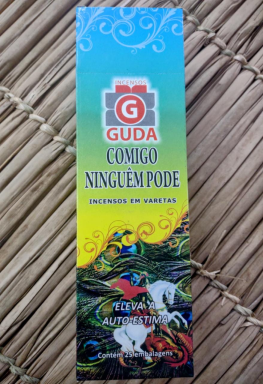 INCENSOS
G
GUDA
COMIGO
NINGUÊM PODE
INCENSOS EM VARETAS
ELEVA A
AUTO ESTIMA
Contém 25 embalagens